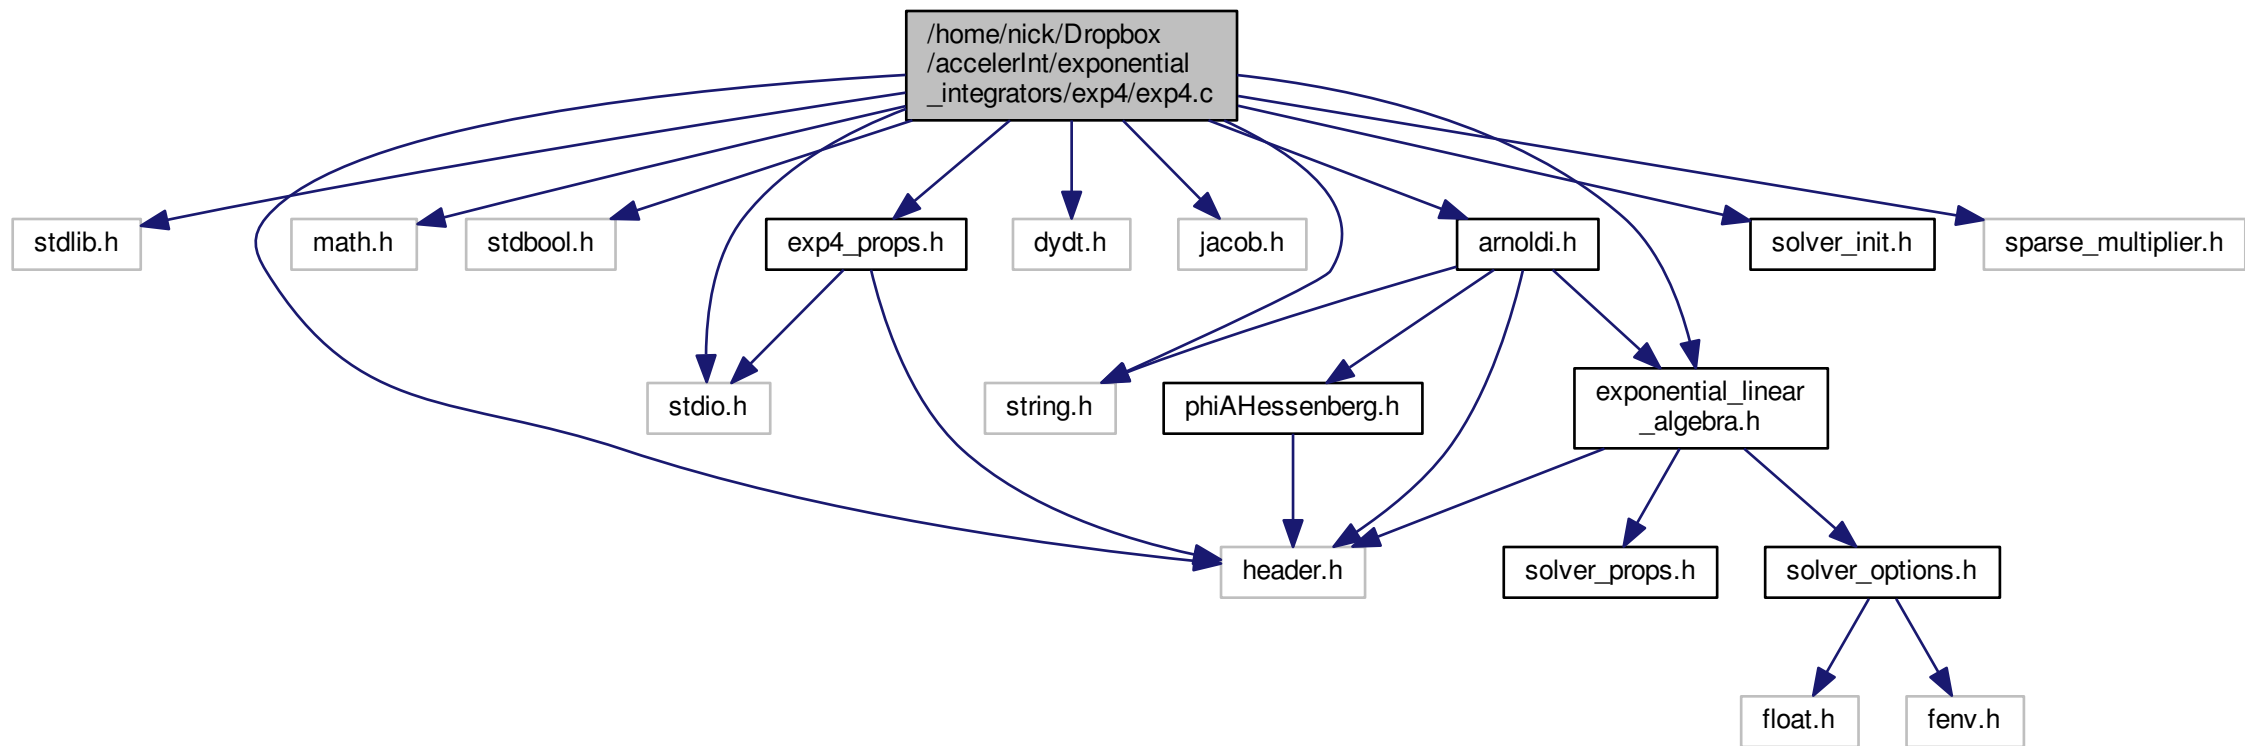 /home/nick/Dropbox
/accelerInt/exponential
_integrators/exp4/exp4.c
stdlib.h
math.h
stdbool.h
exp4_props.h
dydt.h
jacob.h
arnoldi.h
solver_init.h
sparse_multiplier.h
stdio.h
string.h
phiAHessenberg.h
exponential_linear
_algebra.h
header.h
solver_props.h
solver_options.h
float.h
fenv.h